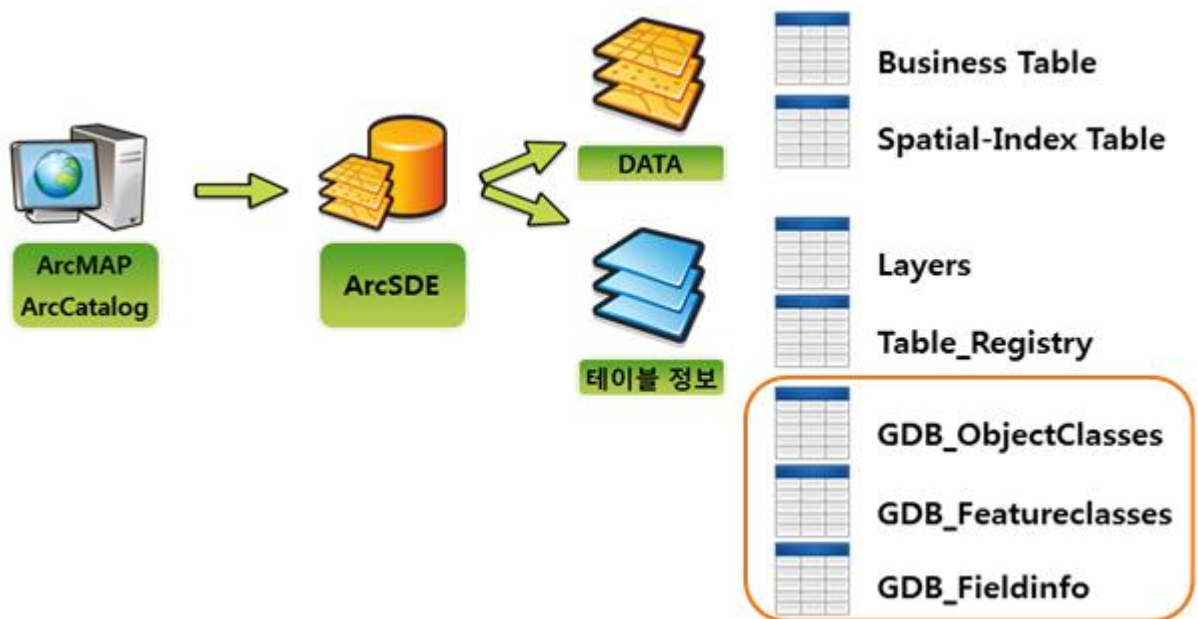 ArcMAP
ArcCatalog
ArcSDE
DATA
테이블 정보
Business Table
Spatial-Index Table
Layers
Table_Registry
GDB_ObjectClasses
GDB_Featureclasses
GDB_Fieldinfo